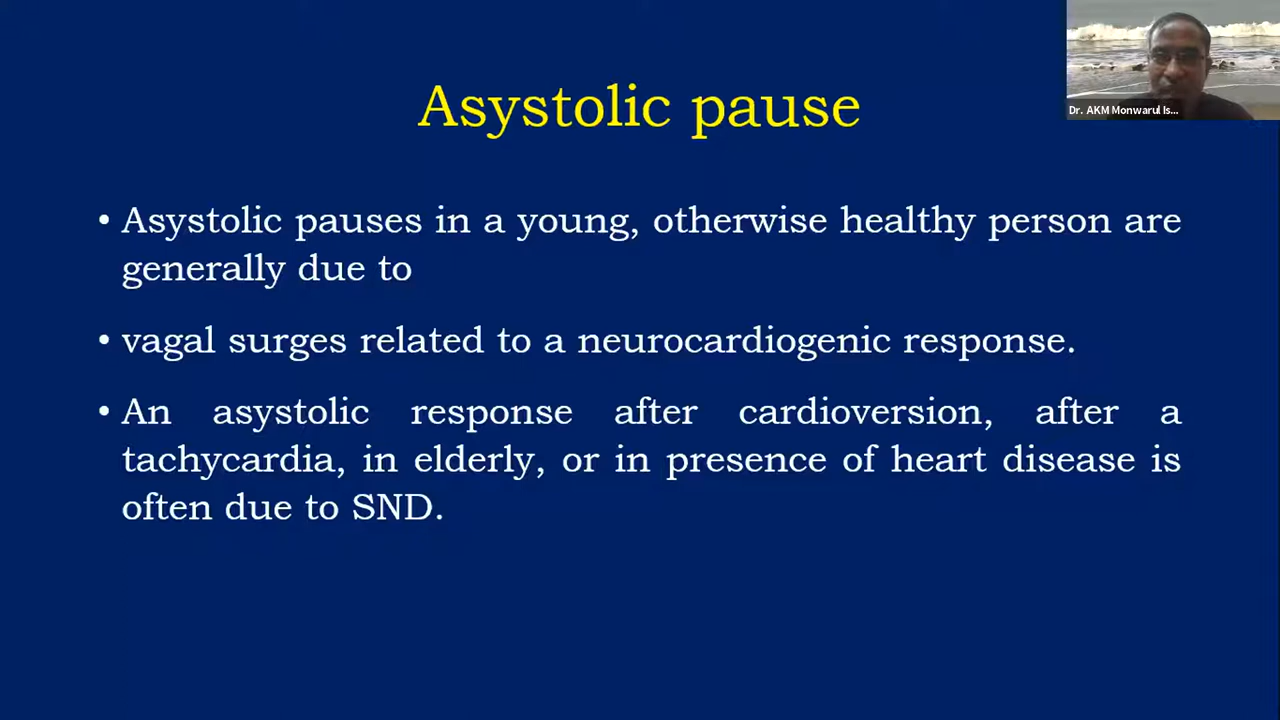 Dr. AKM Monwarul Is...
Asystolic pause
• Asystolic pauses in a young, otherwise healthy person are
generally due to
• vagal surges related to a neurocardiogenic response.
• An asystolic response after cardioversion, after a
tachycardia, in elderly, or in presence of heart disease is
often due to SND.